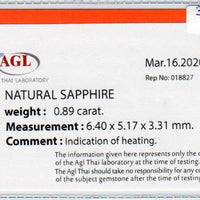 AGL
THAI LABORATORY
Mar.16.2020
Rep No: 018827
NATURAL SAPPHIRE
weight : 0.89 carat.
Measurement : 6.40 x 5.17 x 3.31 mm.
Comment : Indication of heating.
The information given here represents only the
of the Agl Thai laboratory at the time of testing.
The Agl Thai should take no responsibility for any
of the subject gemstone after the time of testing.